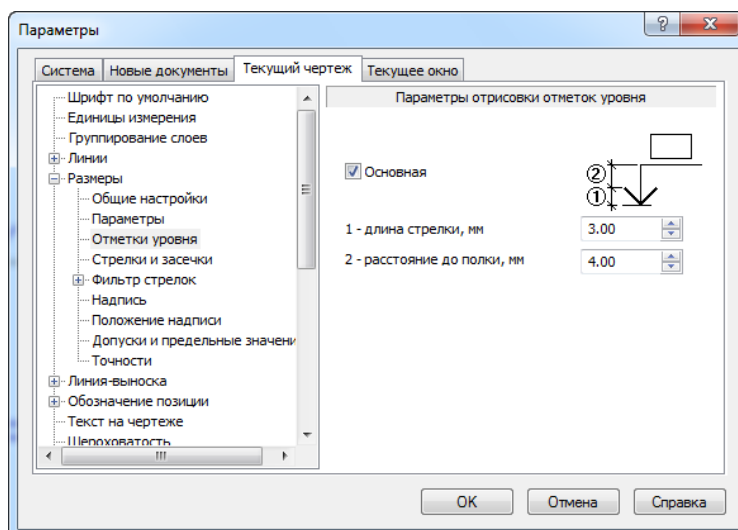 Параметры
Система Новые документы Текущий чертеж Текущее окно
Шрифт по умолчанию
Единицы измерения
Группирование слоев
Линии
Размеры
Общие настройки
Параметры
Отметки уровня
Стрелки и засечки
Фильтр стрелок
Надпись
Положение надписи
Допуски и предельные значени
Точности
Линия-выноска
Обозначение позиции
Текст на чертеже
Шероховатость
Параметры отрисовки отметок уровня
Основная
2
1
1 - длина стрелки, мм 3.00
2 - расстояние до полки, мм 4.00
OK Отмена Справка